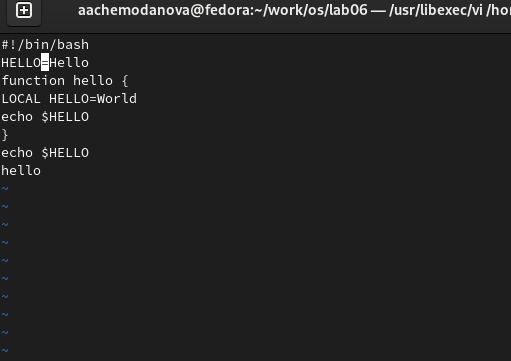 aachemodanova@fedora:~/work/os/lab06 — /usr/libexec/vi /ho
#!/bin/bash
HELLO=Hello
function hello {
LOCAL HELLO=World
echo $HELLO
}
echo $HELLO
hello
~
~
~
~
~
~
~
~
~
~